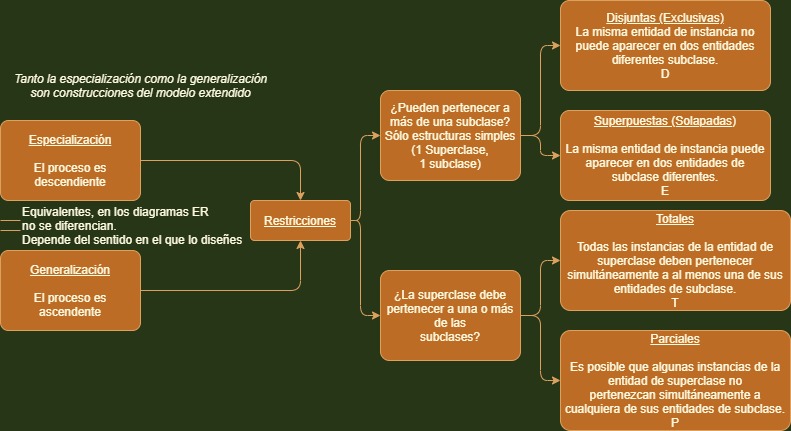 Tanto la especialización como la generalización
son construcciones del modelo extendido
Especialización
El proceso es
descendiente
Equivalentes, en los diagramas ER
no se diferencian.
Depende del sentido en el que lo diseñes
Generalización
El proceso es
ascendente
Restricciones
¿Pueden pertenecer a
más de una subclase?
Sólo estructuras simples
(1 Superclase,
1 subclase)
¿La superclase debe
pertenecer a una o más
de las
subclases?
Disjuntas (Exclusivas)
La misma entidad de instancia no
puede aparecer en dos entidades
diferentes subclase.
D
Superpuestas (Solapadas)
La misma entidad de instancia puede
aparecer en dos entidades de
subclase diferentes.
E
Totales
Todas las instancias de la entidad de
superclase deben pertenecer
simultáneamente a al menos una de sus
entidades de subclase.
T
Parciales
Es posible que algunas instancias de la
entidad de superclase no
pertenezcan simultáneamente a
cualquiera de sus entidades de subclase.
P